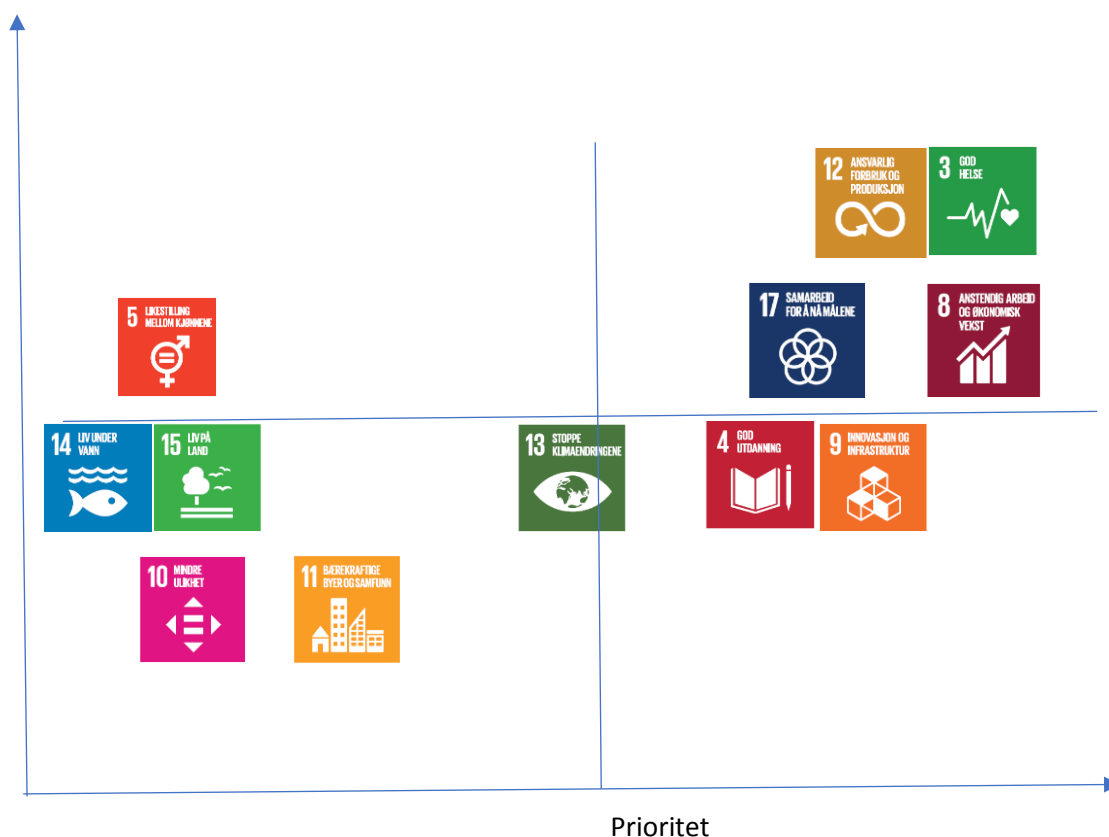 12 ANSVARLIG
FORBRUK OG
PRODUKSJON
3 GOD
HELSE
5 LIKESTILLING
MELLOM KJØNNENE
17 SAMARBEID
FOR Å NÅ MÅLENE
8 ANSTENDIG ARBEID
OG ØKONOMISK
VEKST
14 LIV UNDER
VANN
15 LIV PÅ
LAND
13 STOPPE
KLIMAENDRINGENE
4 GOD
UTDANNING
9 INNOVASJON OG
INFRASTRUKTUR
10 MINDRE
ULIKHET
11 BÆREKRAFTIGE
BYER OG SAMFUNN
Prioritet